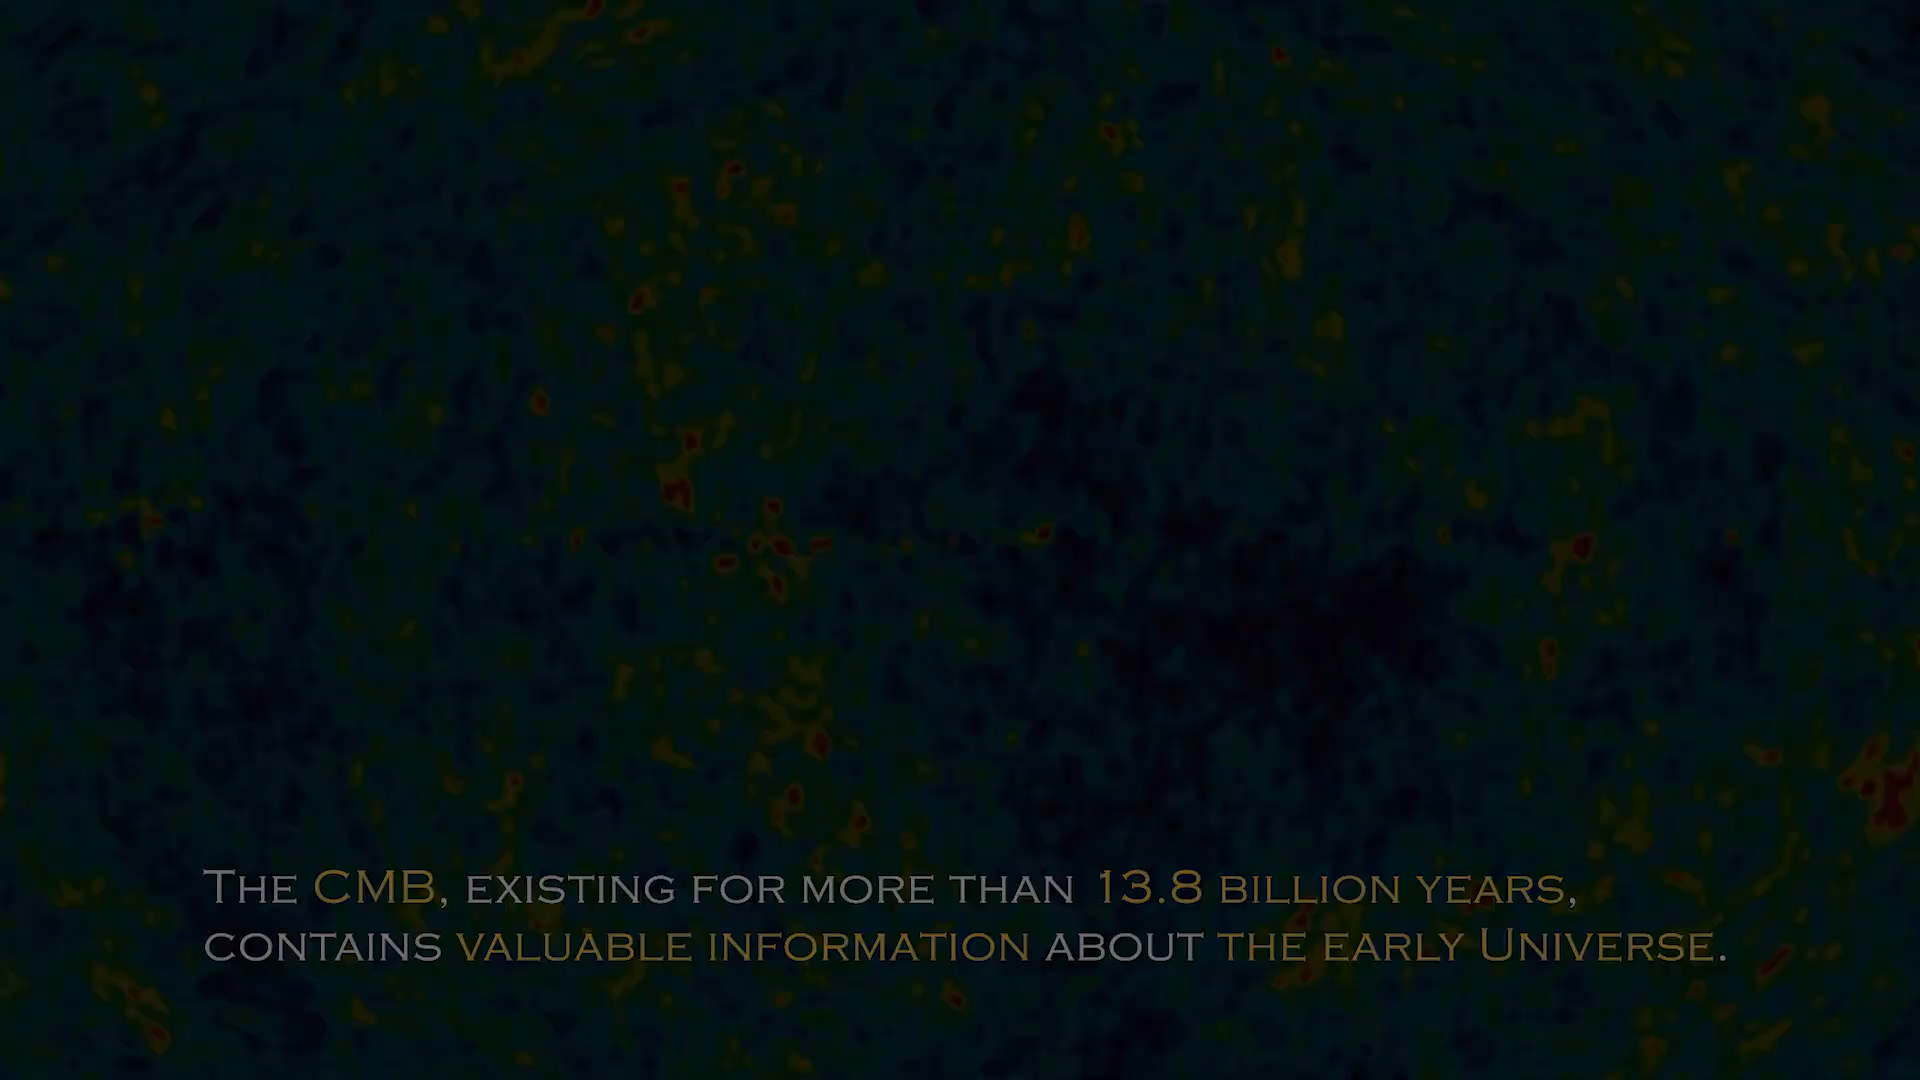 The CMB, existing for more than 13.8 billion years,
contains valuable information about the early Universe.